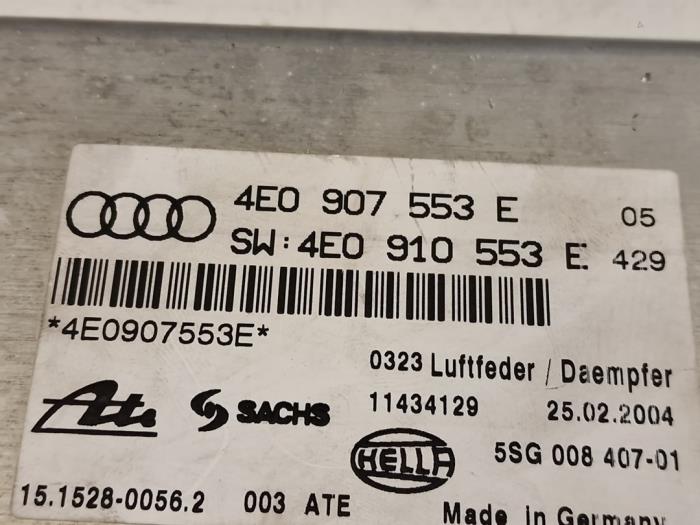 4E0 907 553 E 05
SW:4E0 910 553 E 429
*4E0907553E*
0323 Luftfeder / Daempfer
Ate SACHS 11434129 25.02.2004
HELLA 5SG 008 407-01
15.1528-0056.2 003 ATE Made in Germany